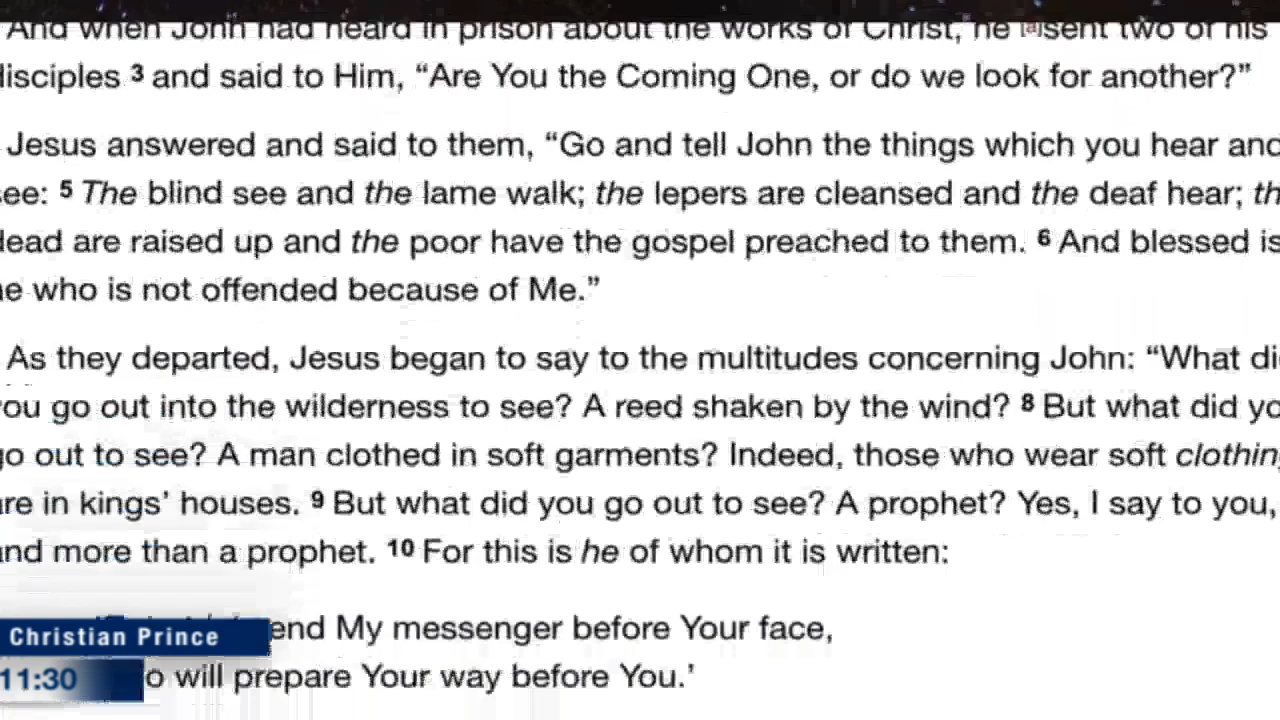 And when John had heard in prison about the works of Christ, he [a]sent two of his
disciples 3 and said to Him, “Are You the Coming One, or do we look for another?”
Jesus answered and said to them, “Go and tell John the things which you hear and
see: 5 The blind see and the lame walk; the lepers are cleansed and the deaf hear; th
dead are raised up and the poor have the gospel preached to them. 6 And blessed is
he who is not offended because of Me.”
As they departed, Jesus began to say to the multitudes concerning John: “What di
you go out into the wilderness to see? A reed shaken by the wind? 8 But what did yo
go out to see? A man clothed in soft garments? Indeed, those who wear soft clothing
are in kings’ houses. 9 But what did you go out to see? A prophet? Yes, I say to you,
and more than a prophet. 10 For this is he of whom it is written:
end My messenger before Your face,
o will prepare Your way before You.’
Christian Prince
11:30